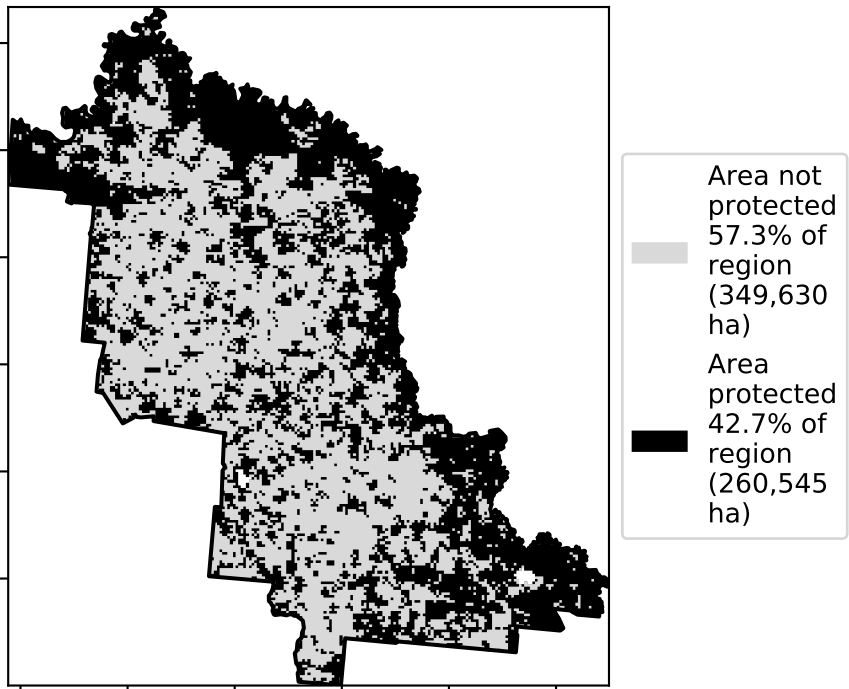 Area not
protected
57.3% of
region
(349,630
ha)
Area
protected
42.7% of
region
(260,545
ha)